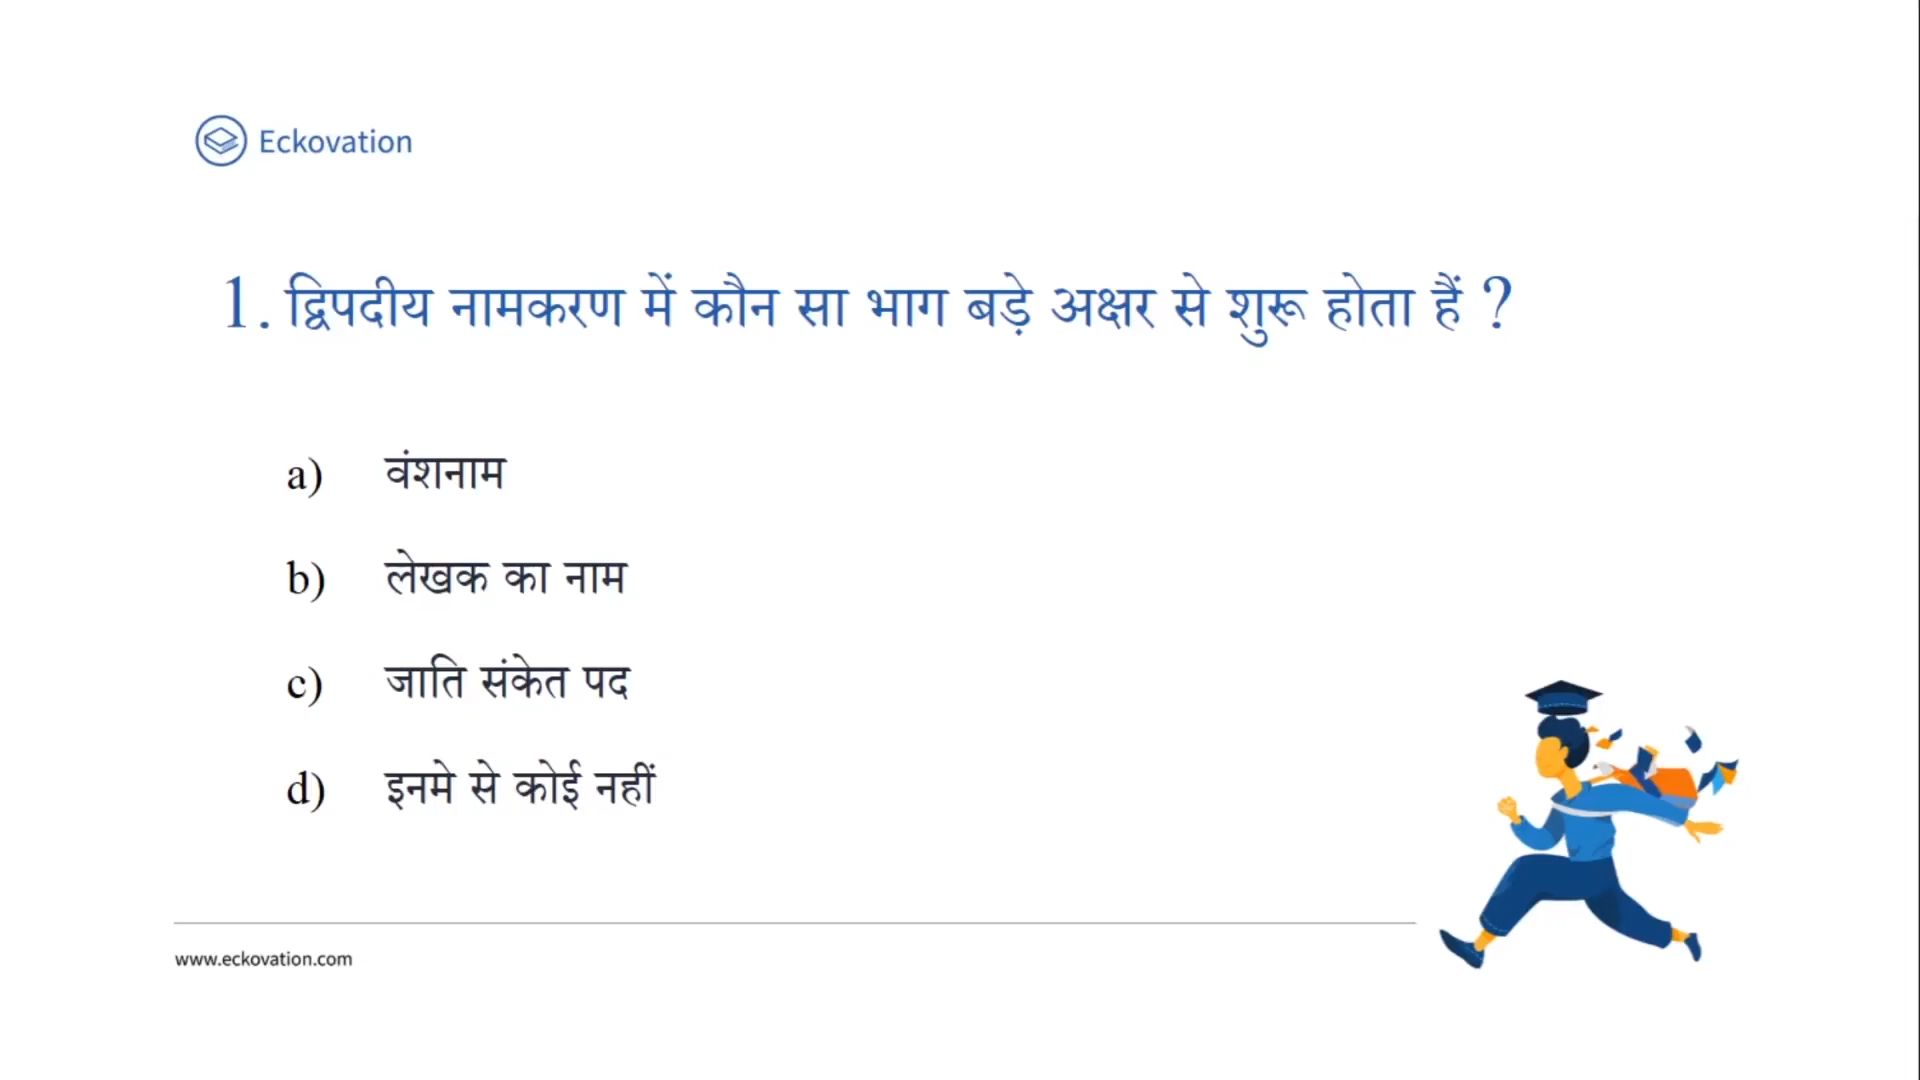 Eckovation
1. द्विपदीय नामकरण में कौन सा भाग बड़े अक्षर से शुरू होता हैं ?
a) वंशनाम
b) लेखक का नाम
c) जाति संकेत पद
d) इनमे से कोई नहीं
www.eckovation.com